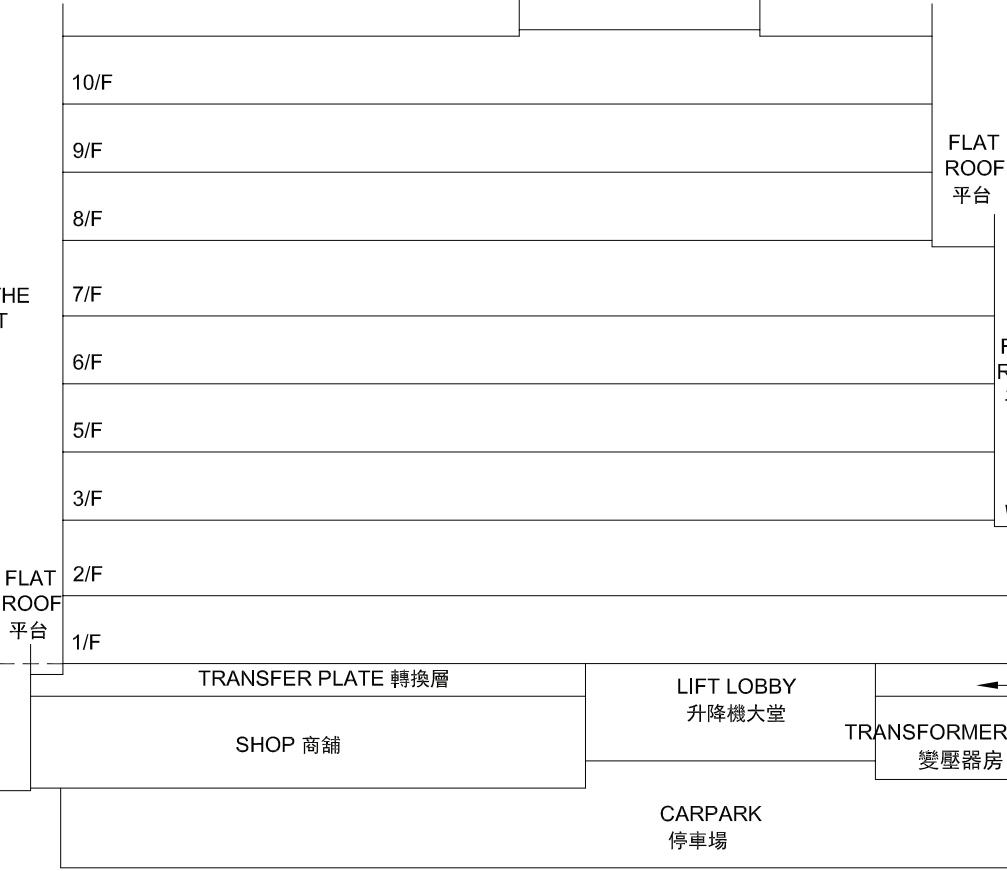 10/F
9/F
FLAT
ROOF
平台
8/F
7/F
THE
6/F
5/F
3/F
2/F
FLAT
ROOF
平台
1/F
TRANSFER PLATE 轉換層
LIFT LOBBY
升降機大堂
SHOP 商舖
TRANSFORMER
變壓器房
CARPARK
停車場